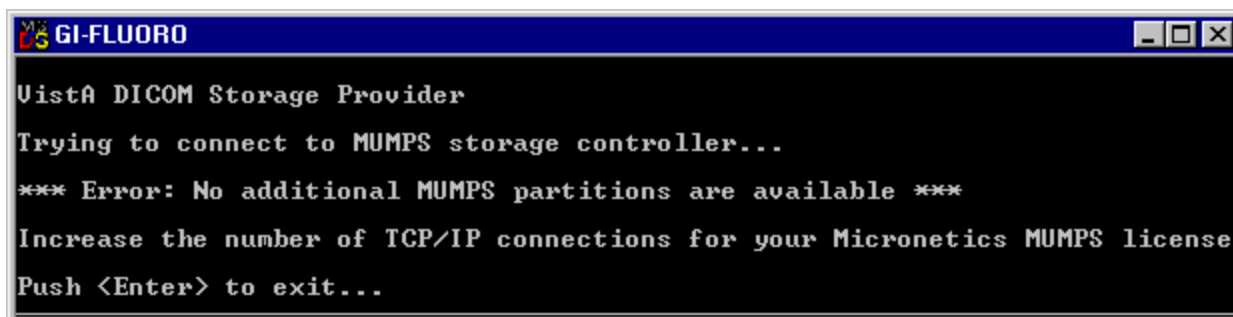 GI-FLUORO
VistA DICOM Storage Provider
Trying to connect to MUMPS storage controller...
*** Error: No additional MUMPS partitions are available ***
Increase the number of TCP/IP connections for your Micronetics MUMPS license
Push <Enter> to exit...